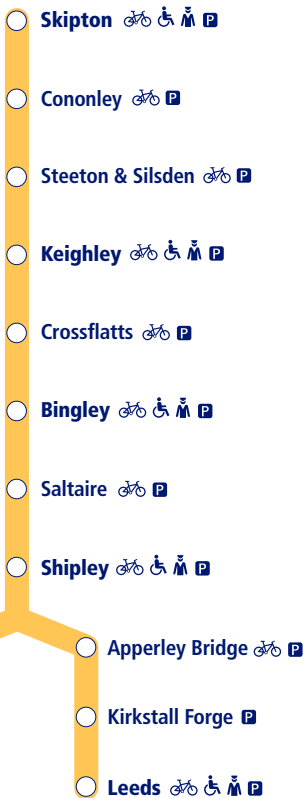 Skipton P
Cononley P
Steeton & Silsden P
Keighley P
Crossflatts P
Bingley P
Saltaire P
Shipley P
Apperley Bridge P
Kirkstall Forge P
Leeds P